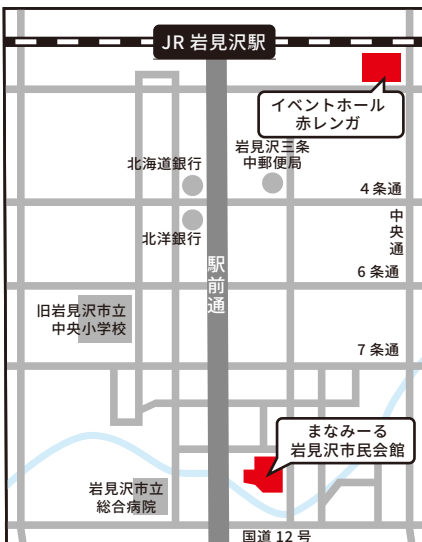 JR 岩見沢駅
イベントホール
赤レンガ
岩見沢三条
中郵便局
北海道銀行
4条通
北洋銀行
中央通
駅前通
6条通
旧岩見沢市立
中央小学校
7条通
まなみーる
岩見沢市民会館
岩見沢市立
総合病院
国道12号